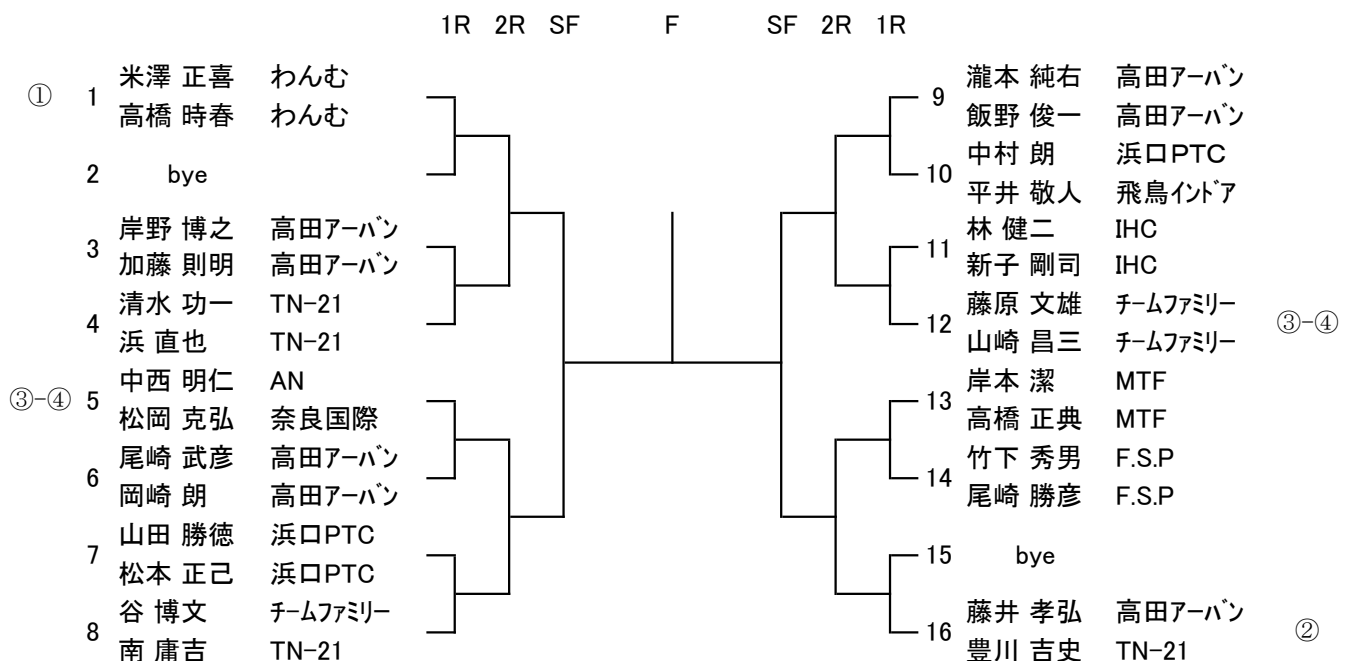 1R 2R SF F SF 2R 1R
① 1 米澤 正喜 わんむ
高橋 時春 わんむ
2 bye
3 岸野 博之 高田アーバン
加藤 則明 高田アーバン
4 清水 功一 TN-21
浜 直也 TN-21
③-④ 5 中西 明仁 AN
松岡 克弘 奈良国際
6 尾崎 武彦 高田アーバン
岡崎 朗 高田アーバン
7 山田 勝徳 浜口PTC
松本 正己 浜口PTC
8 谷 博文 チームファミリー
南 庸吉 TN-21
9 瀧本 純右 高田アーバン
飯野 俊一 高田アーバン
10 中村 朗 浜口PTC
平井 敬人 飛鳥インドア
11 林 健二 IHC
新子 剛司 IHC
12 藤原 文雄 チームファミリー ③-④
山崎 昌三 チームファミリー
13 岸本 潔 MTF
高橋 正典 MTF
14 竹下 秀男 F.S.P
尾崎 勝彦 F.S.P
15 bye
16 藤井 孝弘 高田アーバン ②
豊川 吉史 TN-21